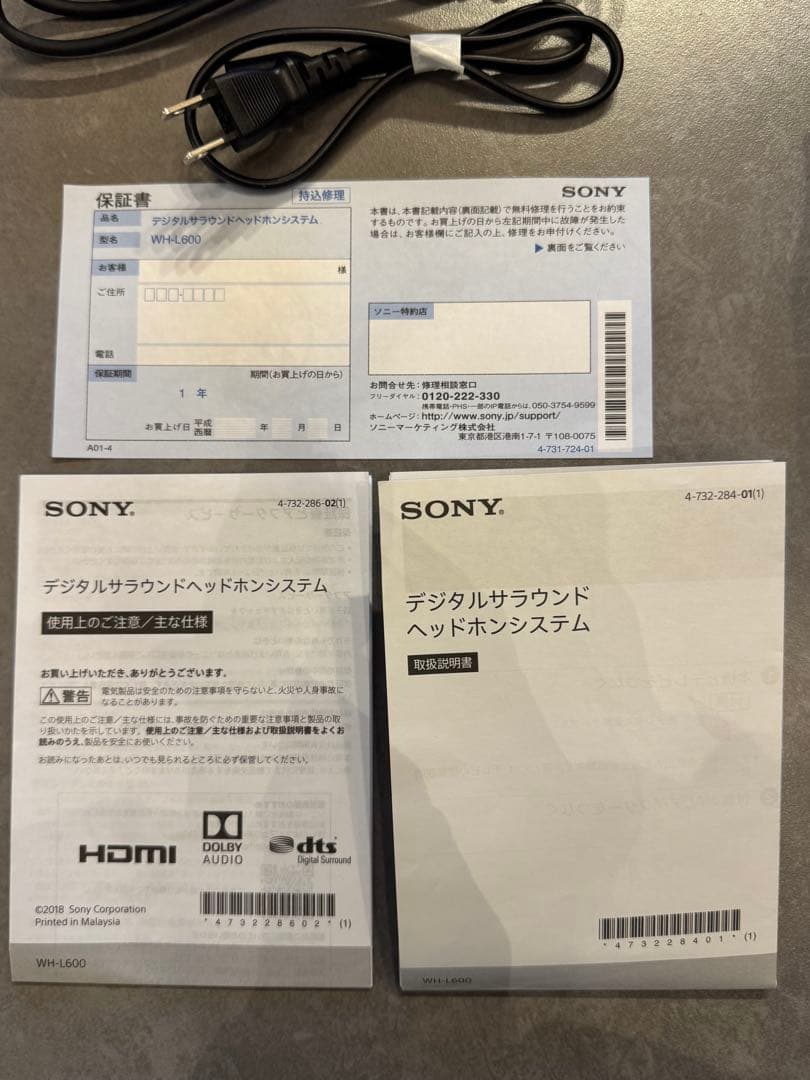 保証書
持込修理
品名 デジタルサラウンドヘッドホンシステム
型名 WH-L600
お客様 様
ご住所
電話
保証期間 期間(お買上げの日から)
1 年
お買上げ日 平成 西暦 年 月 日
A01-4
SONY
本書は、本書記載内容(裏面記載)で無料修理を行うことをお約束
するものです。お買上げの日から左記期間中に故障が発生した
場合は、お客様欄にご記入の上、修理をお申付けください。
▶ 裏面をご覧ください
ソニー特約店
お問合せ先:修理相談窓口
フリーダイヤル:0120-222-330
携帯電話・PHS・一部のIP電話からは、050-3754-9599
ホームページ:http://www.sony.jp/support/
ソニーマーケティング株式会社
東京都港区港南1-7-1 〒108-0075
4-731-724-01
SONY®
4-732-286-02(1)
デジタルサラウンドヘッドホンシステム
使用上のご注意/主な仕様
お買い上げいただき、ありがとうございます。
警告 電気製品は安全のための注意事項を守らないと、火災や人身事故に
なることがあります。
この使用上のご注意/主な仕様には、事故を防ぐための重要な注意事項と製品の取
り扱いかたを示しています。使用上のご注意/主な仕様および取扱説明書をよくお
読みのうえ、製品を安全にお使いください。
お読みになったあとは、いつでも見られるところに必ず保管してください。
HDMI
DOLBY
AUDIO
dts
Digital Surround
©2018 Sony Corporation
Printed in Malaysia
*473228602*(1)
WH-L600
SONY®
4-732-284-01(1)
デジタルサラウンド
ヘッドホンシステム
取扱説明書
*473228401*(1)
WH-L600